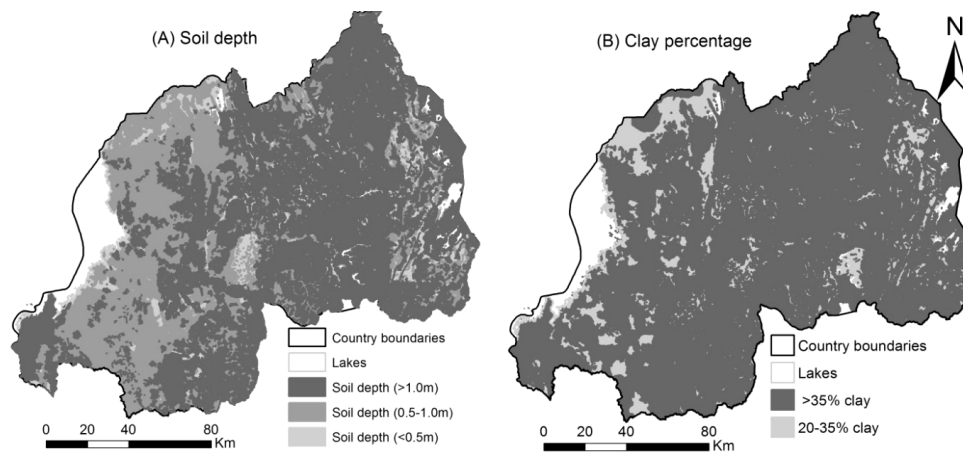 (A) Soil depth
Country boundaries
Lakes
Soil depth (>1.0m)
Soil depth (0.5-1.0m)
Soil depth (<0.5m)
0 20 40 80
Km
(B) Clay percentage
N
Country boundaries
Lakes
>35% clay
20-35% clay
0 20 40 80
Km